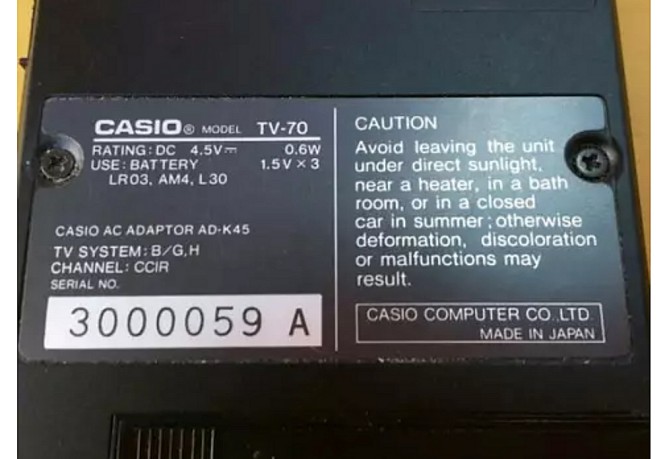 CASIO® MODEL TV-70
RATING: DC 4.5V⎓ 0.6W
USE: BATTERY 1.5V × 3
LR03, AM4, L30
CASIO AC ADAPTOR AD-K45
TV SYSTEM: B/G, H
CHANNEL: CCIR
SERIAL NO.
3000059 A
CAUTION
Avoid leaving the unit
under direct sunlight,
near a heater, in a bath
room, or in a closed
car in summer; otherwise
deformation, discoloration
or malfunctions may
result.
CASIO COMPUTER CO., LTD.
MADE IN JAPAN